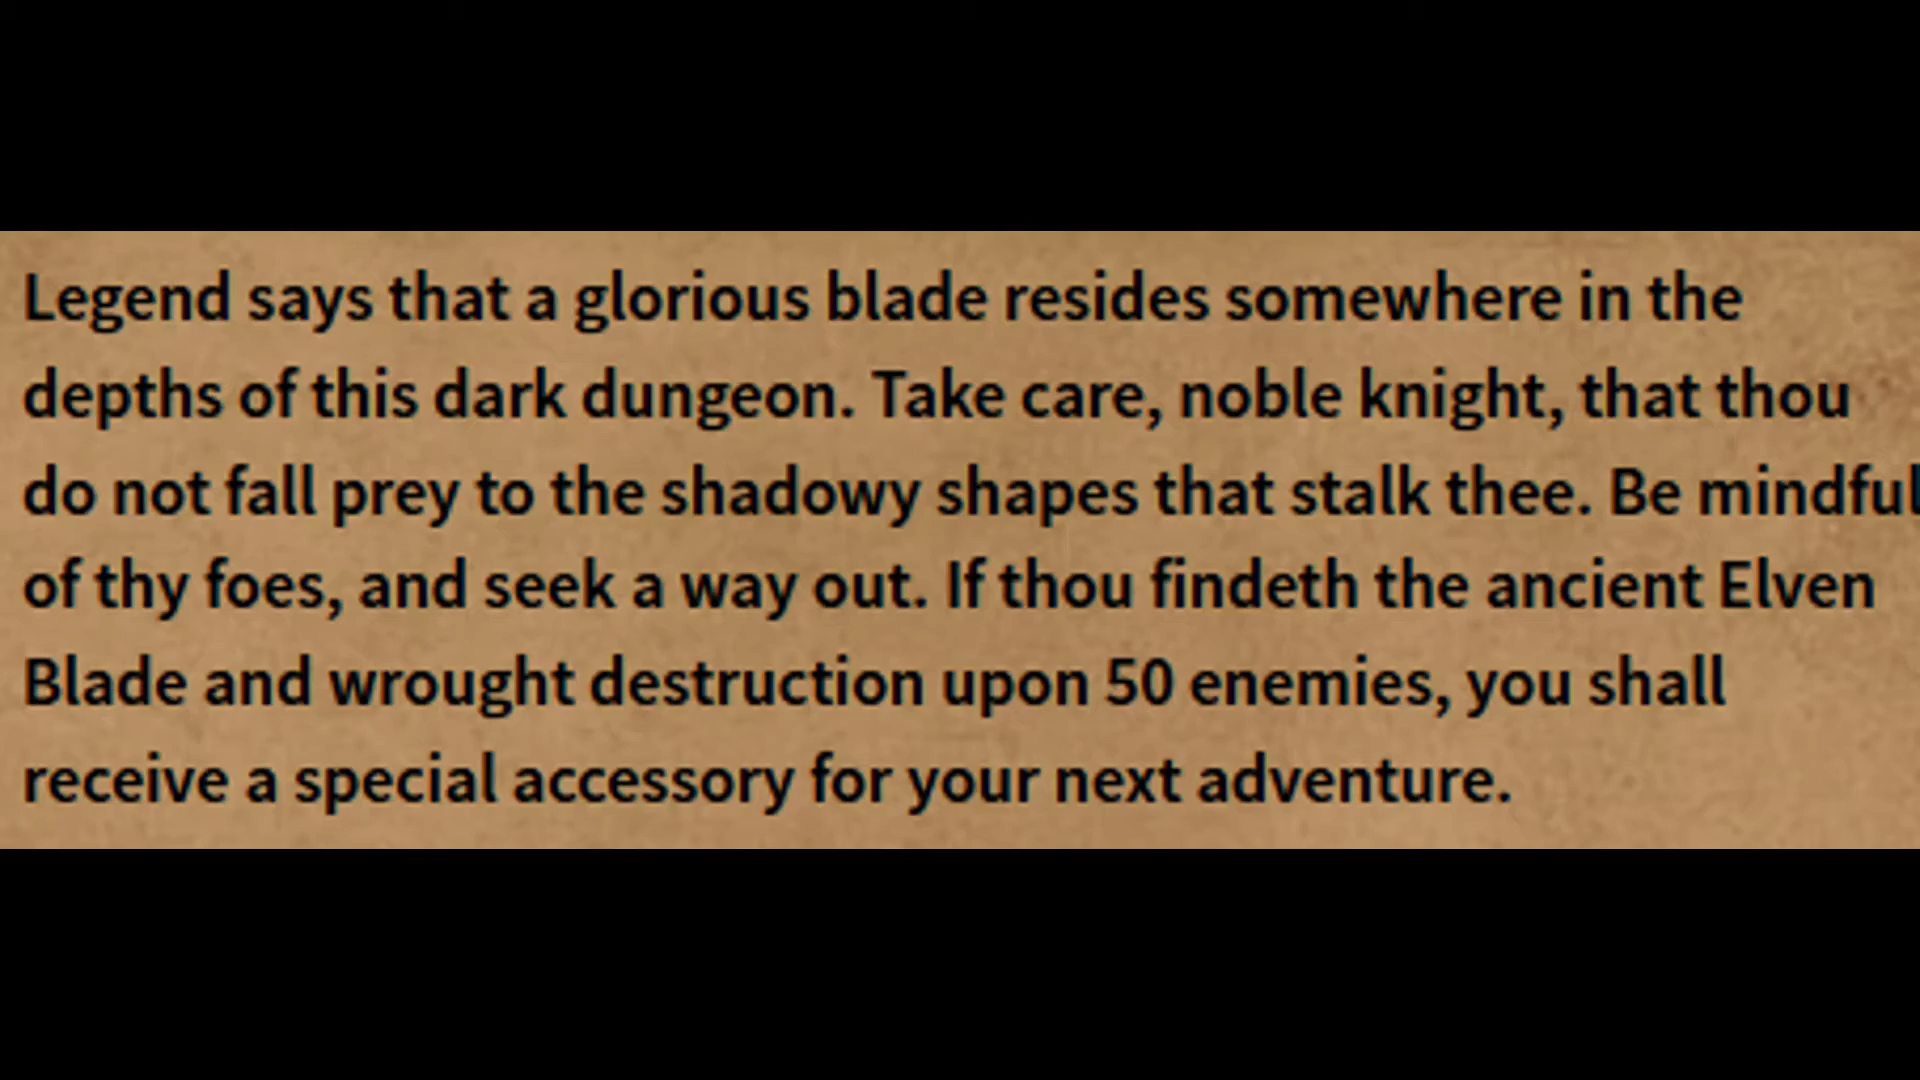 Legend says that a glorious blade resides somewhere in the
depths of this dark dungeon. Take care, noble knight, that thou
do not fall prey to the shadowy shapes that stalk thee. Be mindful
of thy foes, and seek a way out. If thou findeth the ancient Elven
Blade and wrought destruction upon 50 enemies, you shall
receive a special accessory for your next adventure.